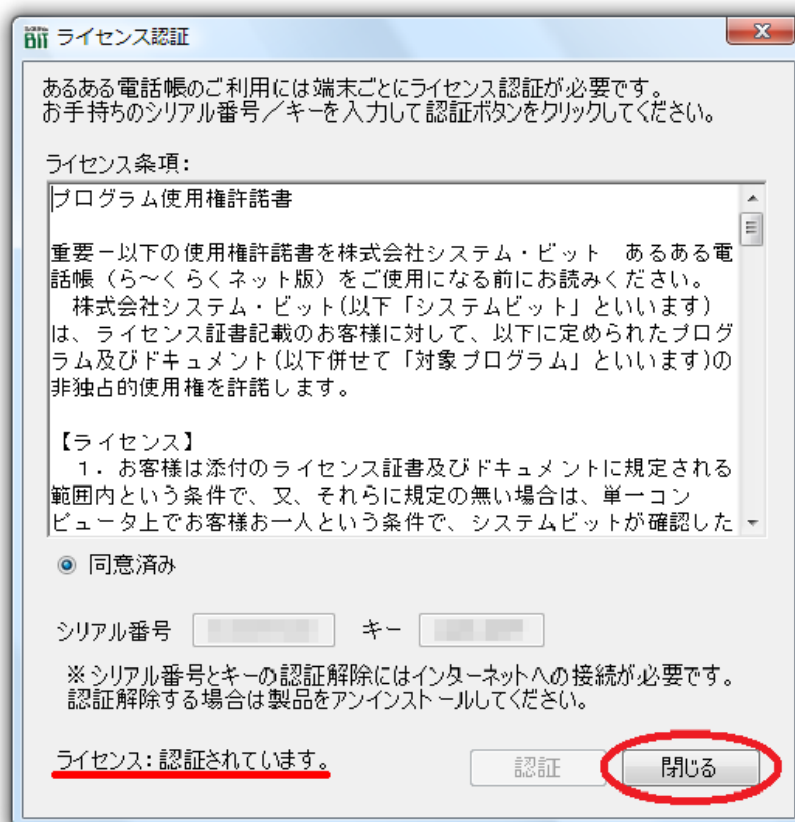 BIT ライセンス認証
あるある電話帳のご利用には端末ごとにライセンス認証が必要です。
お手持ちのシリアル番号／キーを入力して認証ボタンをクリックしてください。
ライセンス条項：
プログラム使用権許諾書
重要－以下の使用権許諾書を株式会社システム・ビット　あるある電
話帳（ら～くらくネット版）をご使用になる前にお読みください。
　株式会社システム・ビット(以下「システムビット」といいます)
は、ライセンス証書記載のお客様に対して、以下に定められたプログ
ラム及びドキュメント(以下併せて「対象プログラム」といいます)の
非独占的使用権を許諾します。
【ライセンス】
　１．お客様は添付のライセンス証書及びドキュメントに規定される
範囲内という条件で、又、それらに規定の無い場合は、単一コン
ピュータ上でお客様お一人という条件で、システムビットが確認した
同意済み
シリアル番号 キー
※シリアル番号とキーの認証解除にはインターネットへの接続が必要です。
認証解除する場合は製品をアンインストールしてください。
ライセンス：認証されています。 認証 閉じる